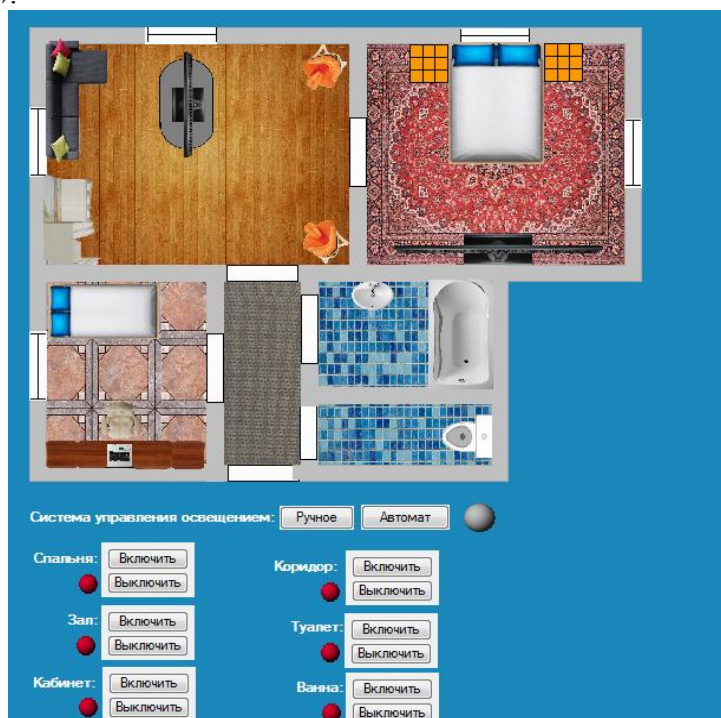 Система управления освещением: Ручное Автомат
Спальня: Включить
Выключить
Коридор: Включить
Выключить
Зал: Включить
Выключить
Туалет: Включить
Выключить
Кабинет: Включить
Выключить
Ванна: Включить
Выключить